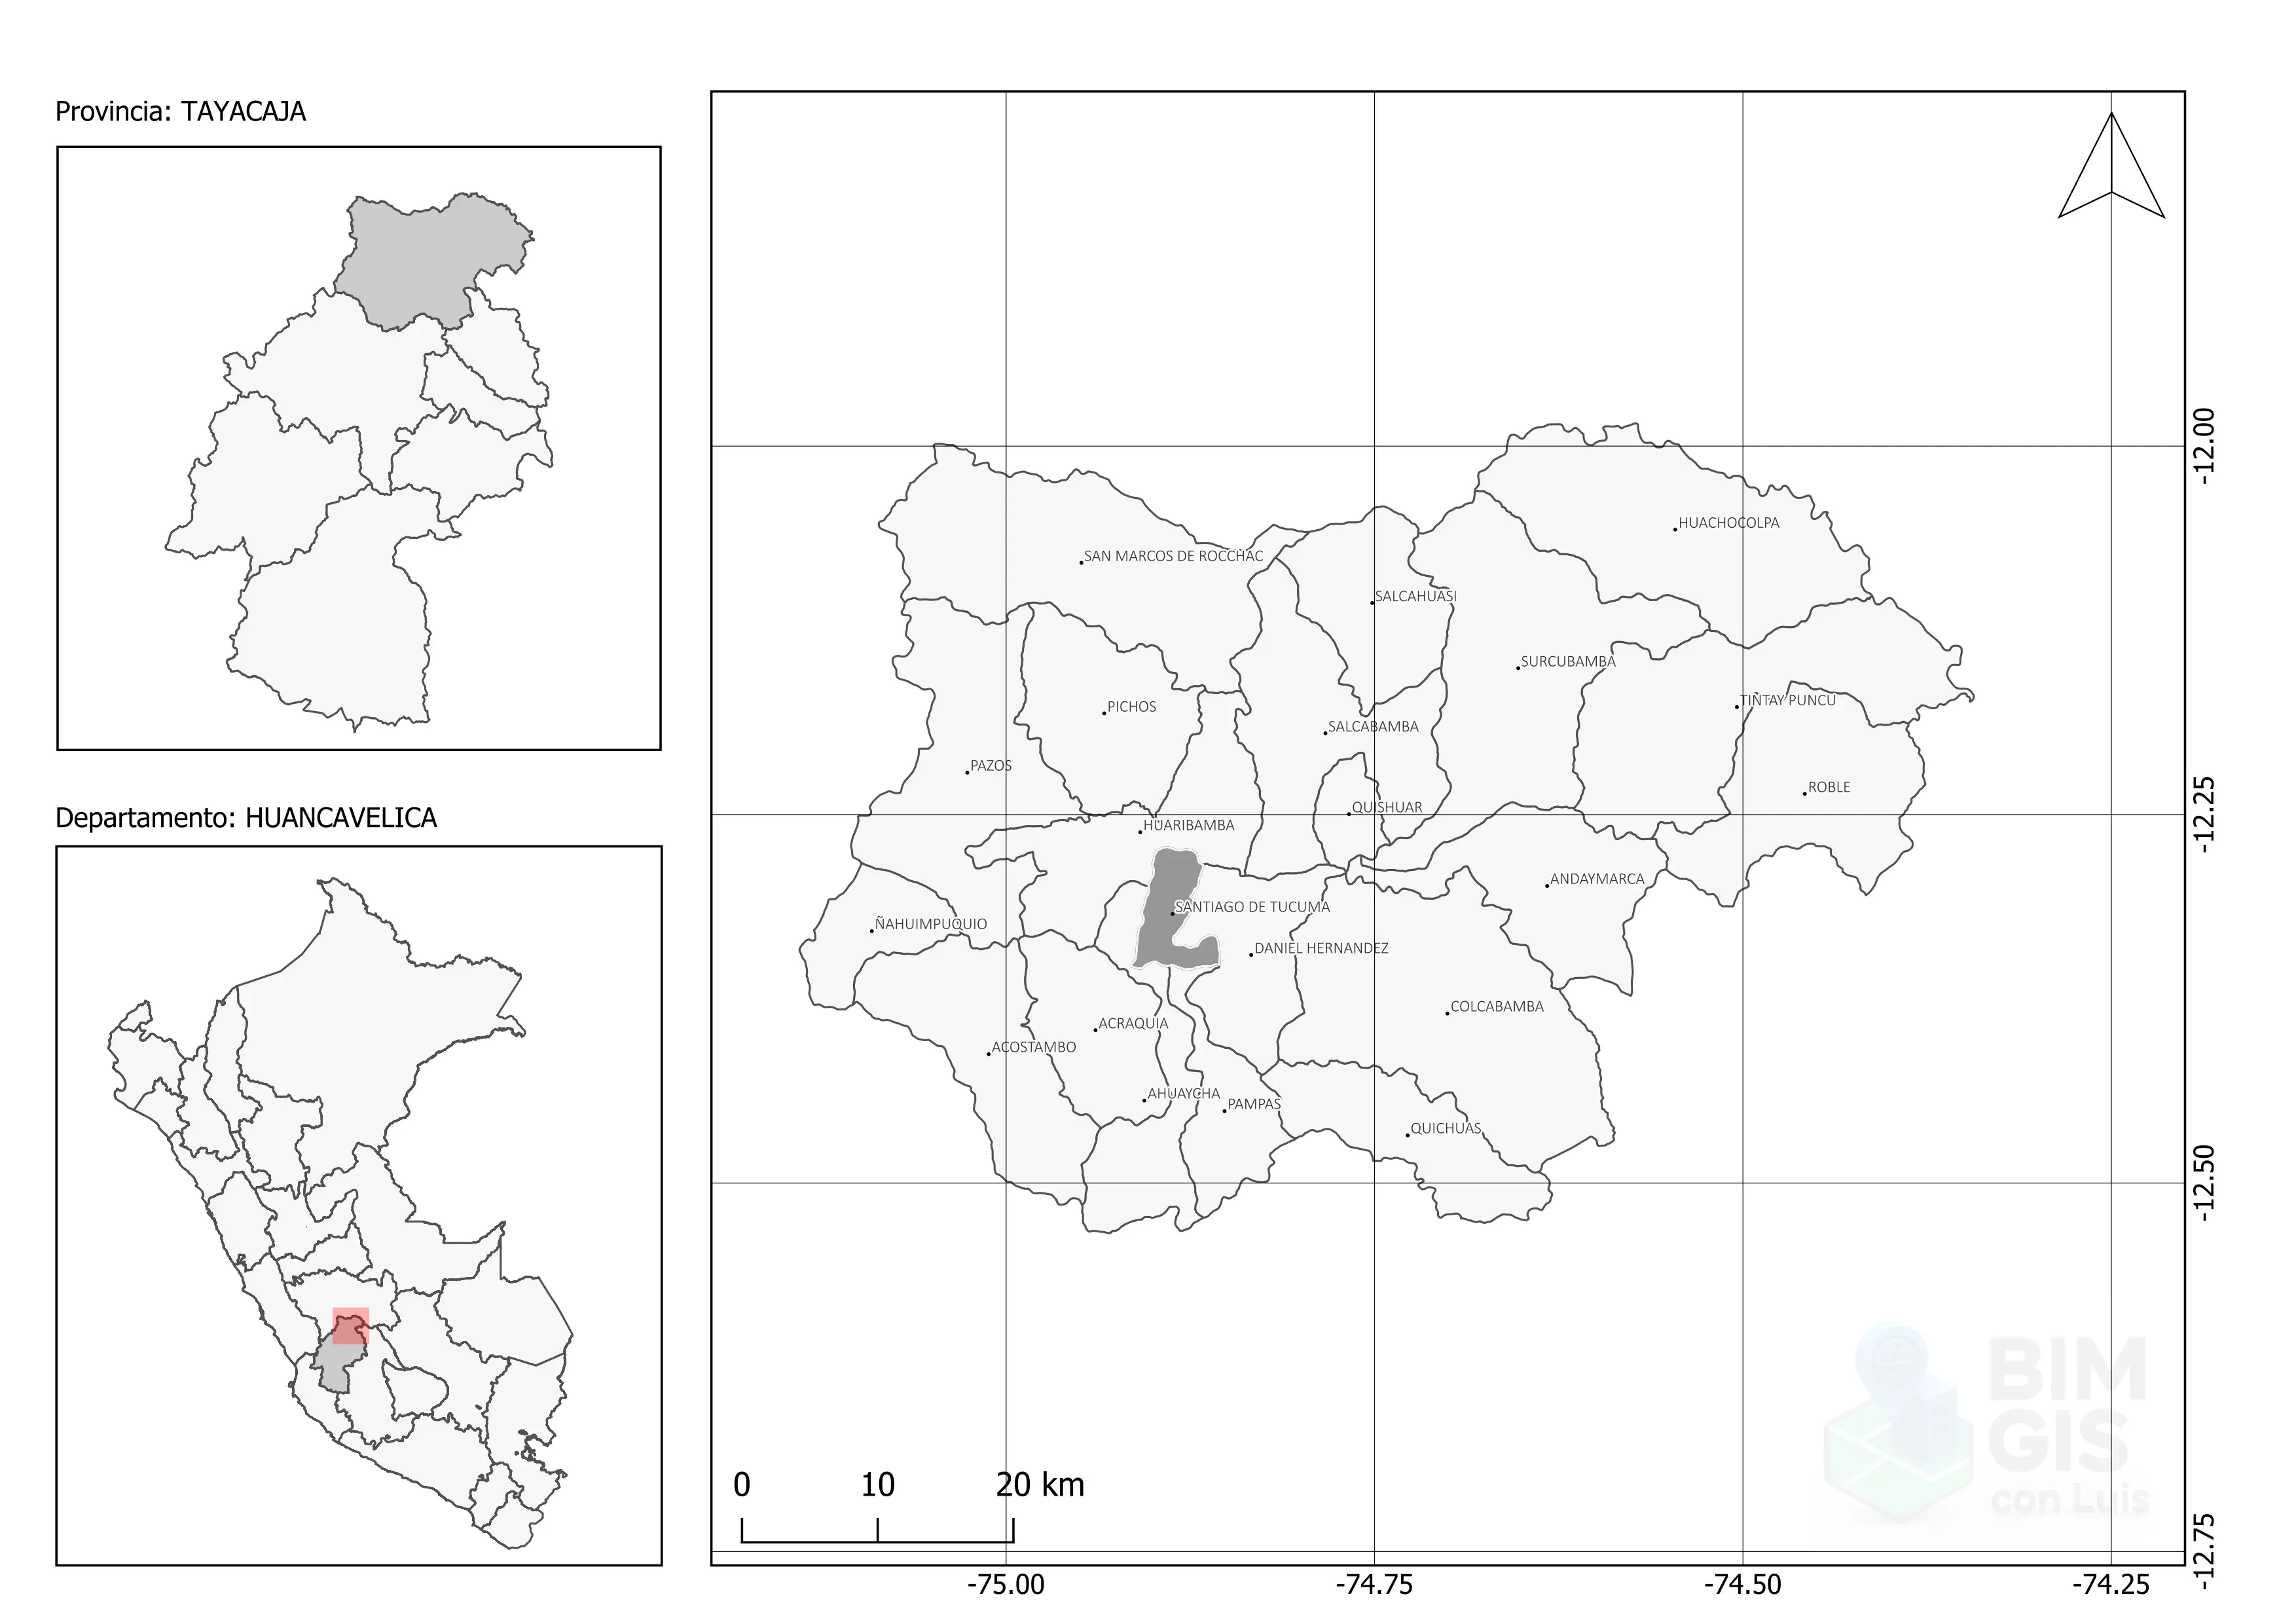 Provincia: TAYACAJA
Departamento: HUANCAVELICA
HUACHOCOLPA
SAN MARCOS DE ROCCHAC
SALCAHUASI
SURCUBAMBA
TINTAY PUNCU
PICHOS
SALCABAMBA
PAZOS
ROBLE
QUISHUAR
HUARIBAMBA
ANDAYMARCA
SANTIAGO DE TUCUMA
ÑAHUIMPUQUIO
DANIEL HERNANDEZ
COLCABAMBA
ACRAQUIA
ACOSTAMBO
AHUAYCHA
PAMPAS
QUICHUAS
-12.00
-12.25
-12.50
-12.75
BIM
GIS
con Luis
0 10 20 km
-75.00 -74.75 -74.50 -74.25